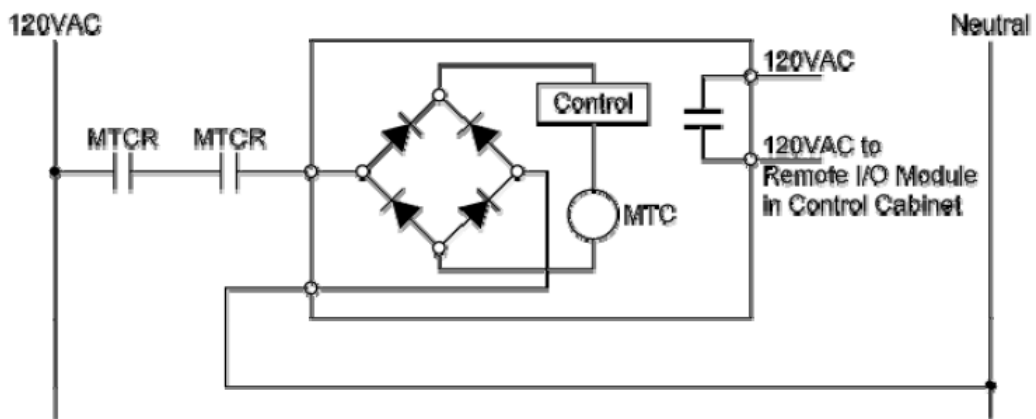 120VAC
Neutral
120VAC
Control
MTCR
MTCR
120VAC to
Remote I/O Module
in Control Cabinet
MTC